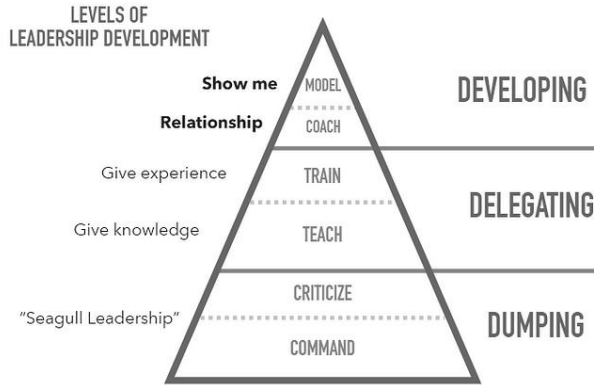 LEVELS OF
LEADERSHIP DEVELOPMENT
Show me
MODEL
DEVELOPING
Relationship
COACH
Give experience
TRAIN
DELEGATING
Give knowledge
TEACH
CRITICIZE
"Seagull Leadership"
DUMPING
COMMAND